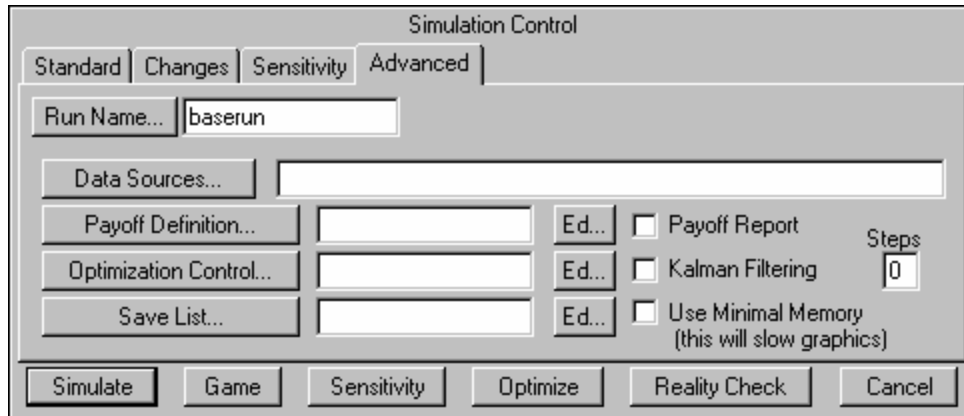 Simulation Control
Standard Changes Sensitivity Advanced
Run Name... baserun
Data Sources...
Payoff Definition... Ed... Payoff Report
Steps
Optimization Control... Ed... Kalman Filtering 0
Save List... Ed... Use Minimal Memory
(this will slow graphics)
Simulate Game Sensitivity Optimize Reality Check Cancel